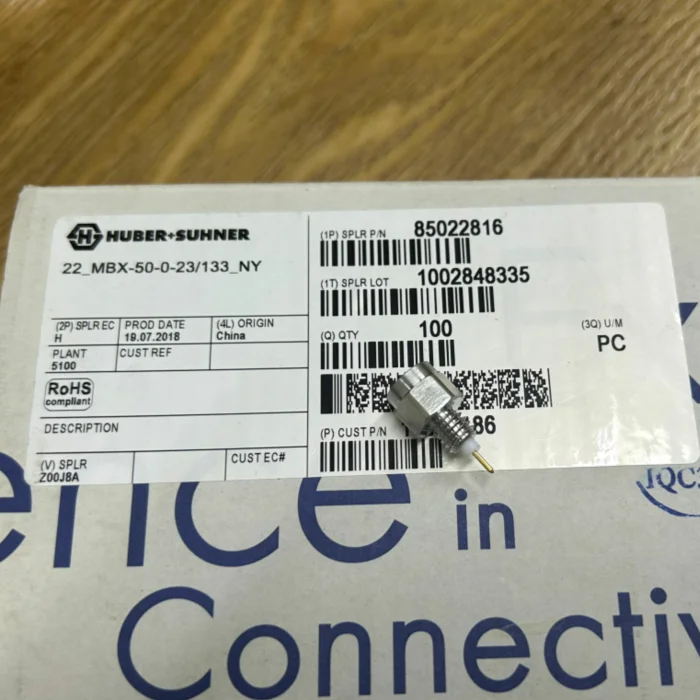 HUBER+SUHNER
22_MBX-50-0-23/133_NY
(2P) SPLR EC
H
PROD DATE
19.07.2018
(4L) ORIGIN
China
PLANT
5100
CUST REF
RoHS
compliant
DESCRIPTION
(V) SPLR
Z00J8A
CUST EC#
(1P) SPLR P/N 85022816
(1T) SPLR LOT 1002848335
(Q) QTY 100
(3Q) U/M
PC
(P) CUST P/N
86
in
Connectiv